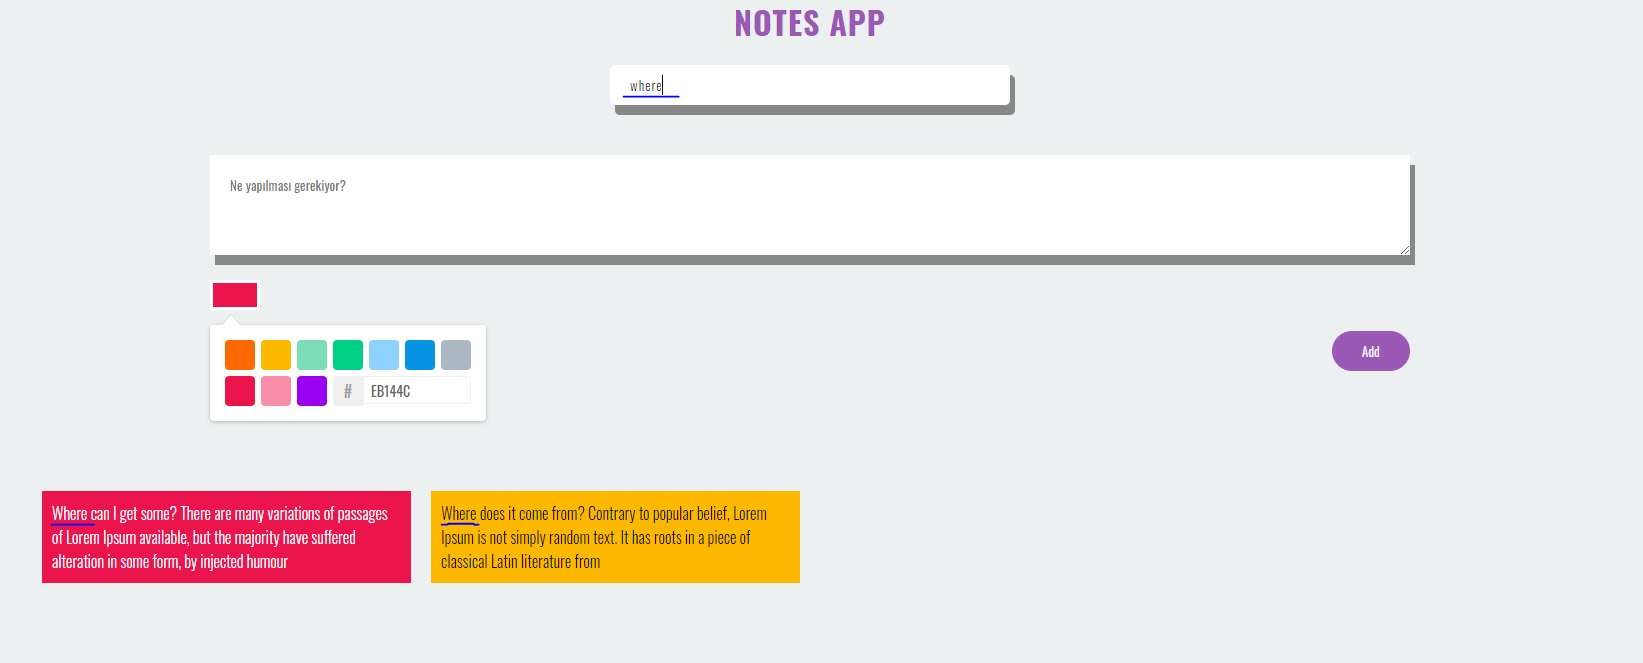 NOTES APP
where
Ne yapılması gerekiyor?
Add
# EB144C
Where can I get some? There are many variations of passages
of Lorem Ipsum available, but the majority have suffered
alteration in some form, by injected humour
Where does it come from? Contrary to popular belief, Lorem
Ipsum is not simply random text. It has roots in a piece of
classical Latin literature from